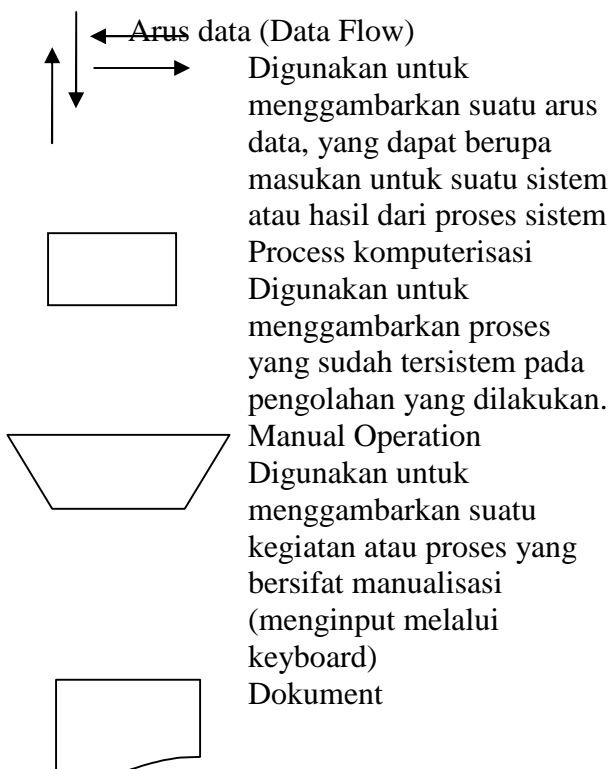 Arus data (Data Flow)
Digunakan untuk
menggambarkan suatu arus
data, yang dapat berupa
masukan untuk suatu sistem
atau hasil dari proses sistem
Process komputerisasi
Digunakan untuk
menggambarkan proses
yang sudah tersistem pada
pengolahan yang dilakukan.
Manual Operation
Digunakan untuk
menggambarkan suatu
kegiatan atau proses yang
bersifat manualisasi
(menginput melalui
keyboard)
Dokument